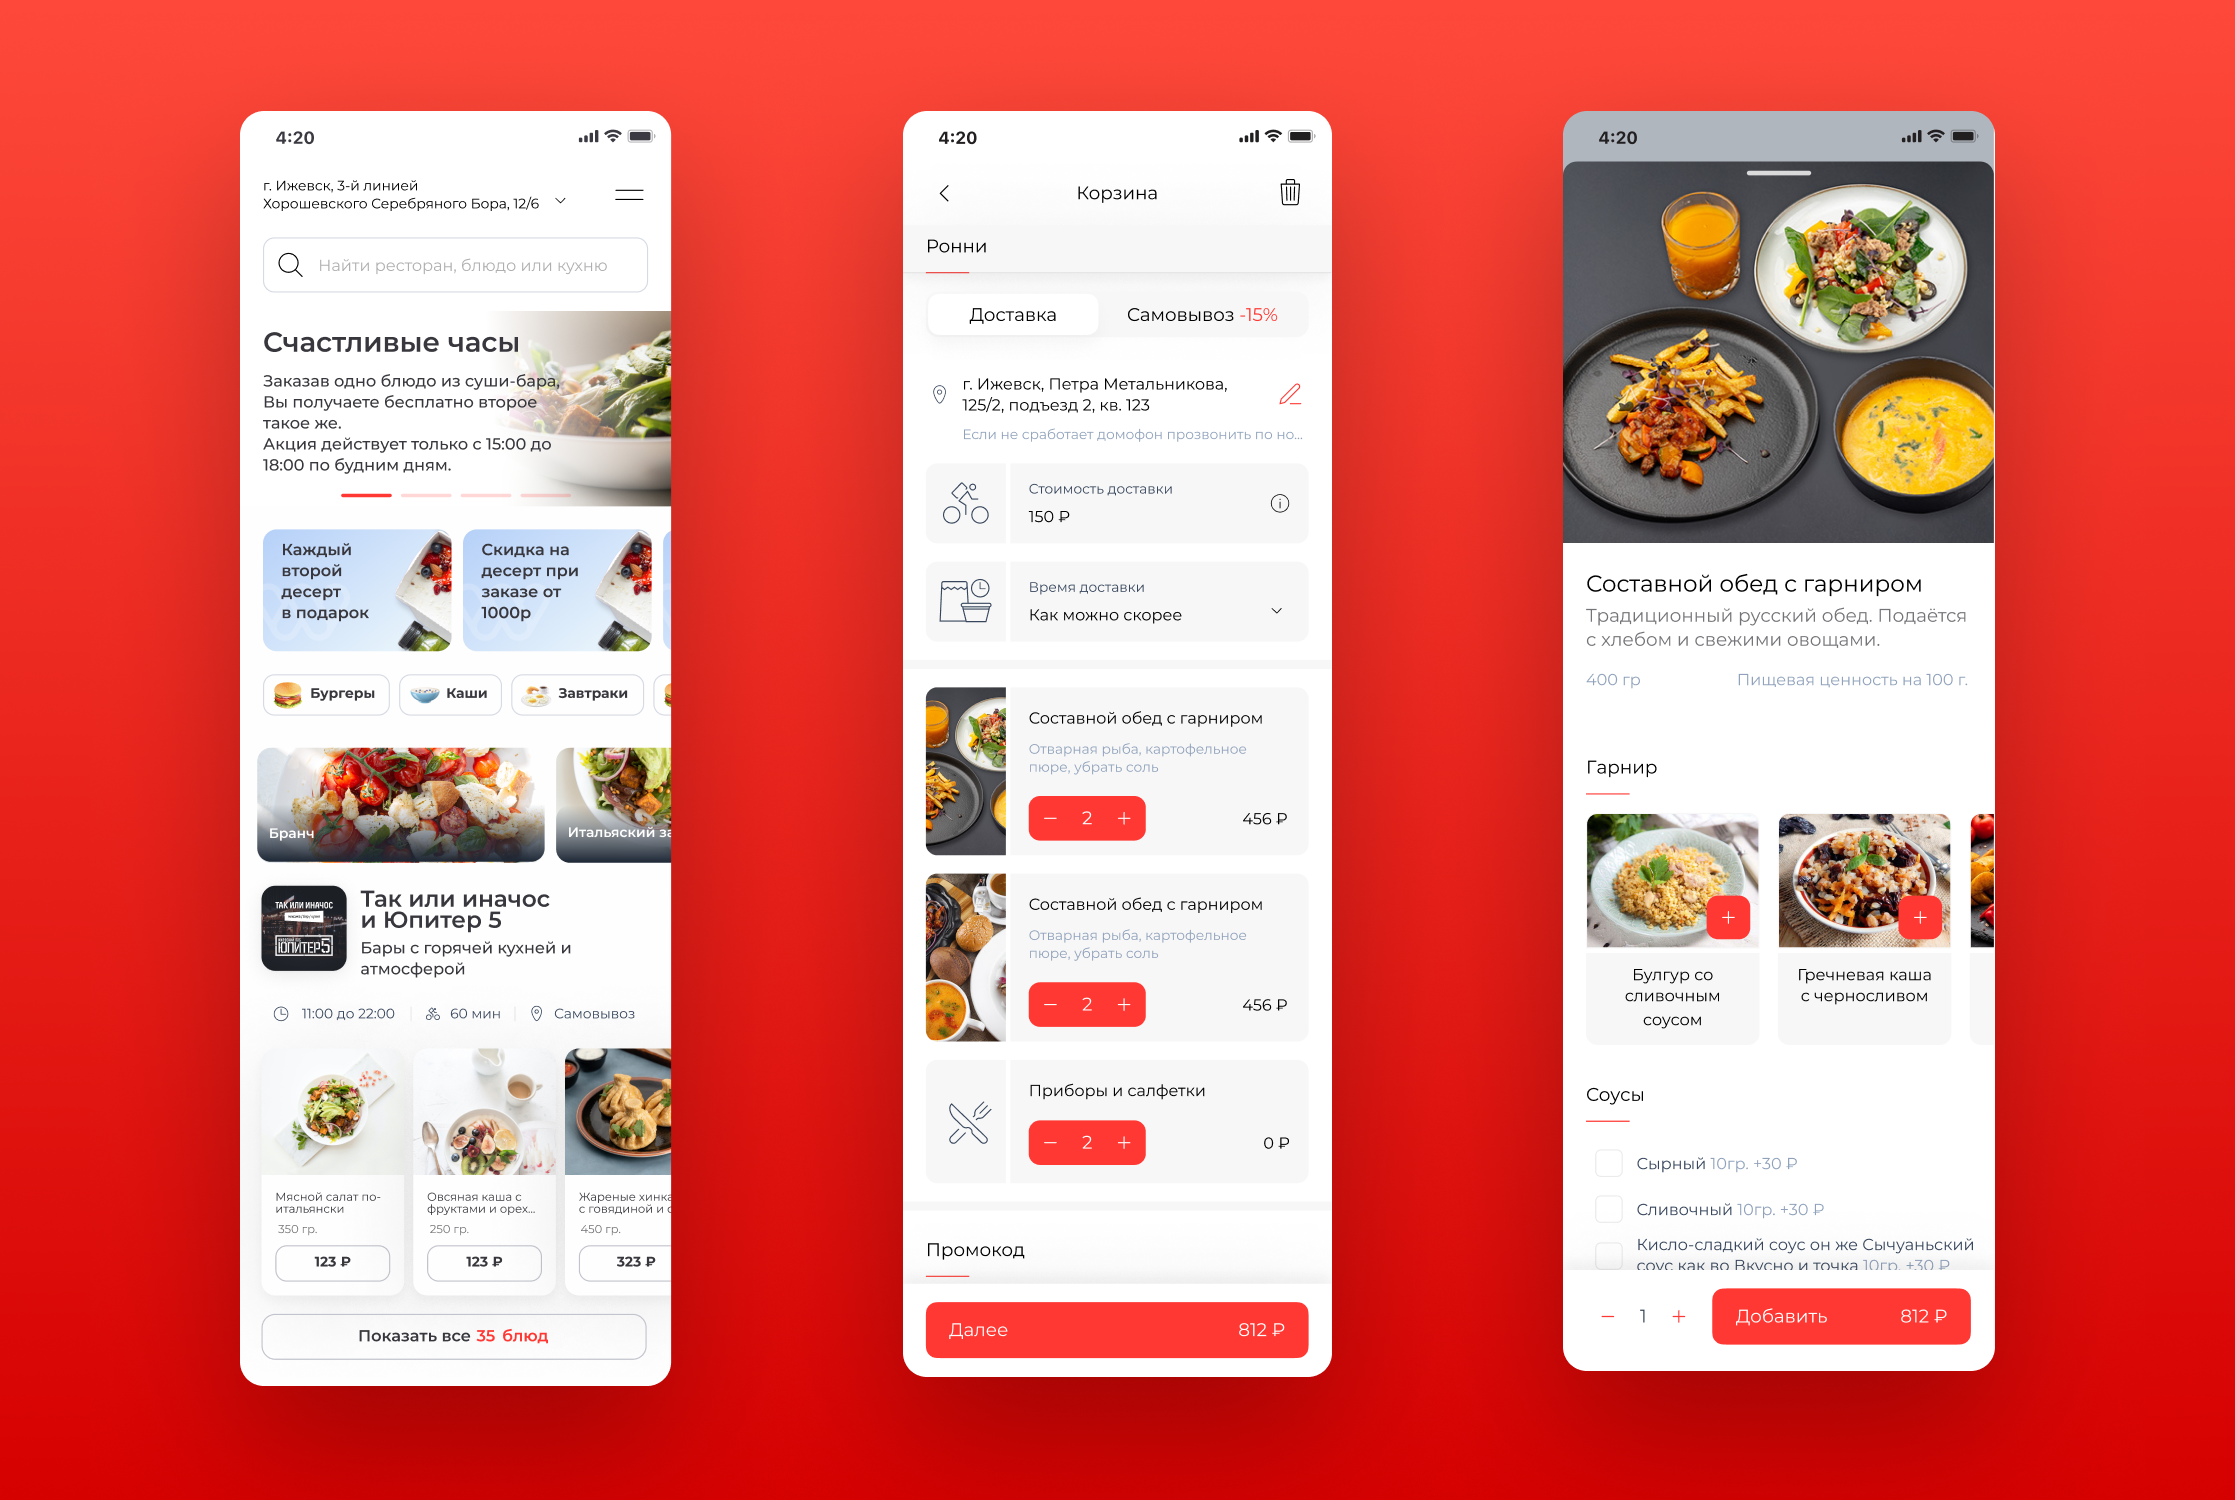 4:20
г. Ижевск, 3-й линией
Хорошевского Серебряного Бора, 12/6
Найти ресторан, блюдо или кухню
Счастливые часы
Заказав одно блюдо из суши-бара,
Вы получаете бесплатно второе
такое же.
Акция действует только с 15:00 до
18:00 по будним дням.
Каждый
второй
десерт
в подарок
Скидка на
десерт при
заказе от
1000р
Бургеры
Каши
Завтраки
Бранч
Итальяский за
ТАК ИЛИ ИНАЧОС
ЮПИТЕР5
Так или иначос
и Юпитер 5
Бары с горячей кухней и
атмосферой
11:00 до 22:00
60 мин
Самовывоз
Мясной салат по-
итальянски
350 гр.
123 ₽
Овсяная каша с
фруктами и орех...
250 гр.
123 ₽
Жареные хинка
с говядиной и с
450 гр.
323 ₽
Показать все 35 блюд
4:20
Корзина
Ронни
Доставка
Самовывоз -15%
г. Ижевск, Петра Метальникова,
125/2, подъезд 2, кв. 123
Если не сработает домофон прозвонить по но...
Стоимость доставки
150 ₽
Время доставки
Как можно скорее
Составной обед с гарниром
Отварная рыба, картофельное
пюре, убрать соль
2
456 ₽
Составной обед с гарниром
Отварная рыба, картофельное
пюре, убрать соль
2
456 ₽
Приборы и салфетки
2
0 ₽
Промокод
Далее
812 ₽
4:20
Составной обед с гарниром
Традиционный русский обед. Подаётся
с хлебом и свежими овощами.
400 гр
Пищевая ценность на 100 г.
Гарнир
Булгур со
сливочным
соусом
Гречневая каша
с черносливом
Соусы
Сырный 10гр. +30 ₽
Сливочный 10гр. +30 ₽
Кисло-сладкий соус он же Сычуаньский
соус как во Вкусно и точка 10гр. +30 ₽
1
Добавить
812 ₽